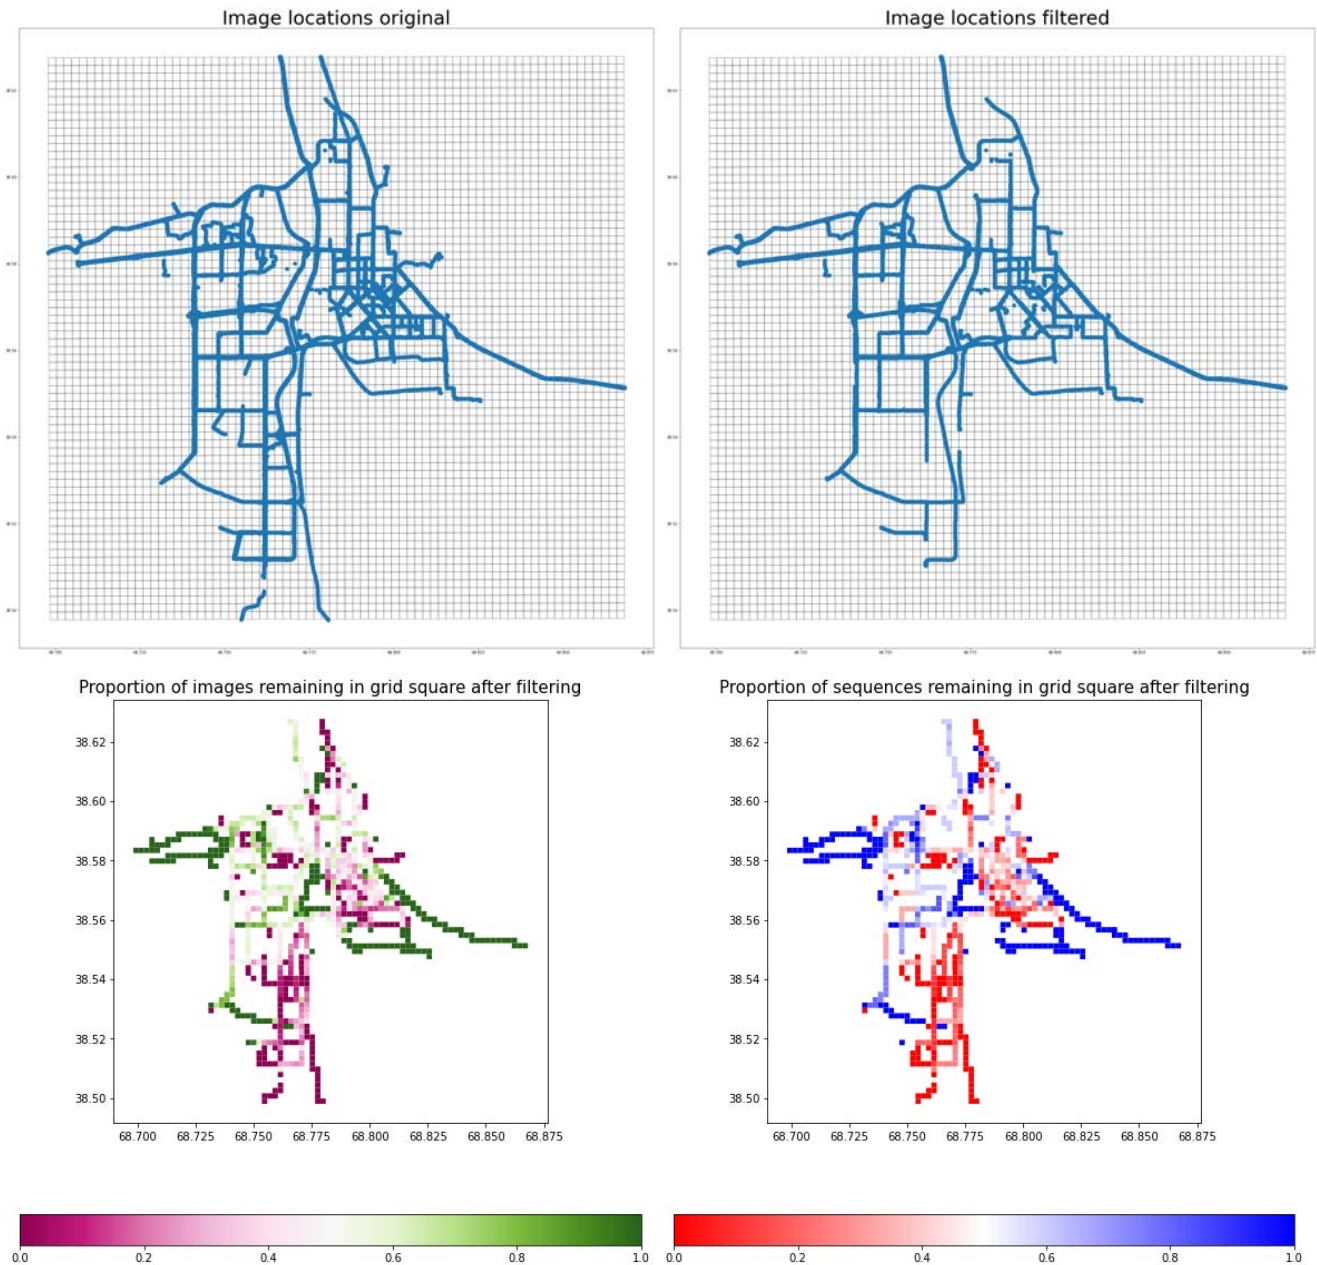 Image locations original
Image locations filtered
Proportion of images remaining in grid square after filtering
Proportion of sequences remaining in grid square after filtering
38.62
38.60
38.58
38.56
38.54
38.52
38.50
68.700 68.725 68.750 68.775 68.800 68.825 68.850 68.875
38.62
38.60
38.58
38.56
38.54
38.52
38.50
68.700 68.725 68.750 68.775 68.800 68.825 68.850 68.875
0.0 0.2 0.4 0.6 0.8 1.0
0.0 0.2 0.4 0.6 0.8 1.0